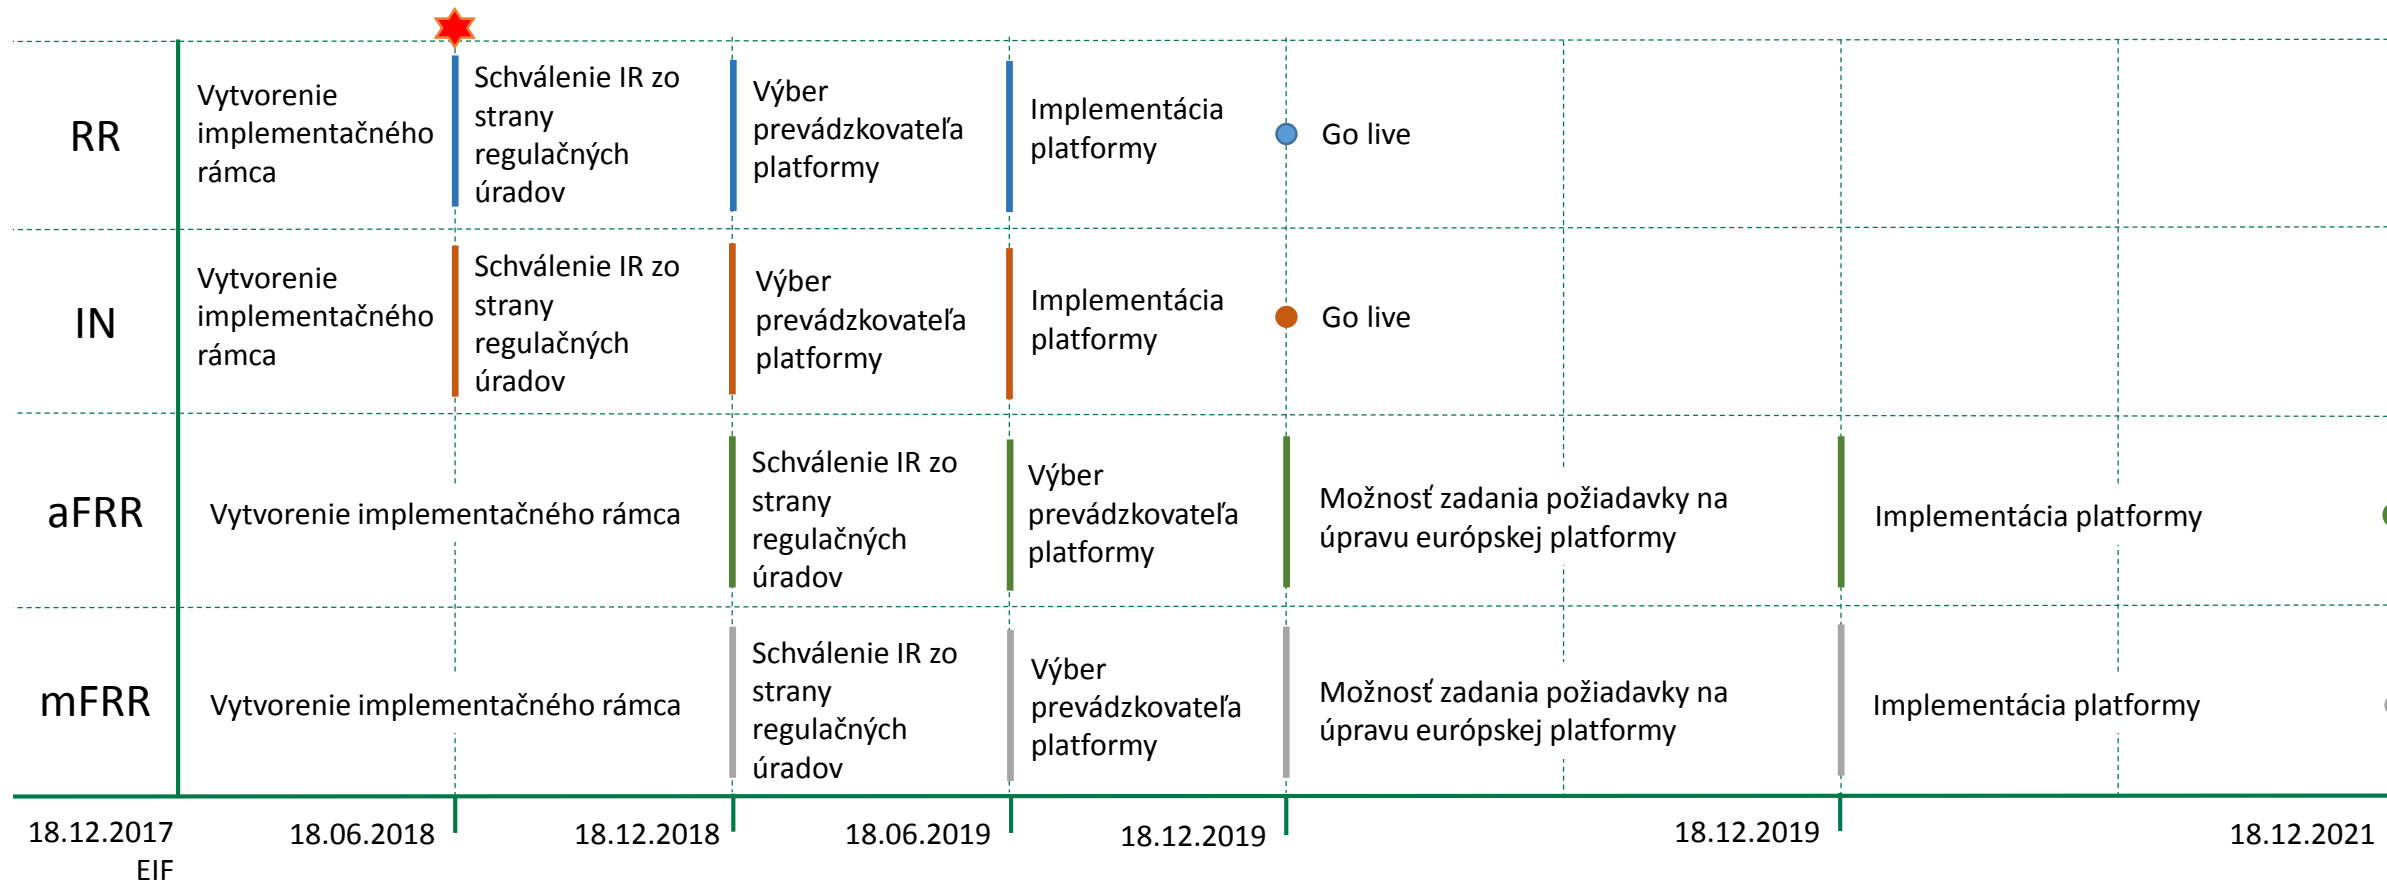 RR
Vytvorenie
implementačného
rámca
Schválenie IR zo
strany
regulačných
úradov
Výber
prevádzkovateľa
platformy
Implementácia
platformy
Go live
IN
Vytvorenie
implementačného
rámca
Schválenie IR zo
strany
regulačných
úradov
Výber
prevádzkovateľa
platformy
Implementácia
platformy
Go live
aFRR
Vytvorenie implementačného rámca
Schválenie IR zo
strany
regulačných
úradov
Výber
prevádzkovateľa
platformy
Možnosť zadania požiadavky na
úpravu európskej platformy
Implementácia platformy
mFRR
Vytvorenie implementačného rámca
Schválenie IR zo
strany
regulačných
úradov
Výber
prevádzkovateľa
platformy
Možnosť zadania požiadavky na
úpravu európskej platformy
Implementácia platformy
18.12.2017
EIF
18.06.2018
18.12.2018
18.06.2019
18.12.2019
18.12.2019
18.12.2021